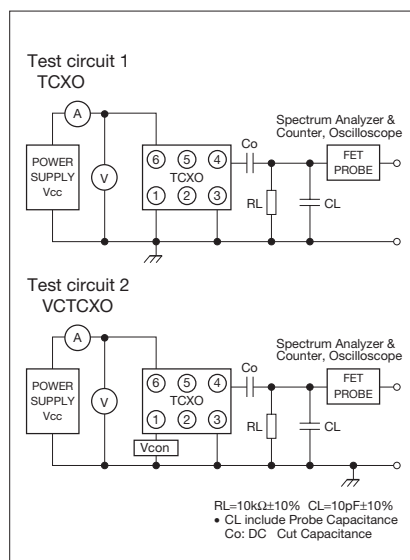 Test circuit 1
TCXO
A
Co
Spectrum Analyzer &
Counter, Oscilloscope
POWER
SUPPLY
Vcc
V
6 5 4
TCXO
1 2 3
RL
CL
FET
PROBE
Test circuit 2
VCTCXO
A
Co
Spectrum Analyzer &
Counter, Oscilloscope
POWER
SUPPLY
Vcc
V
6 5 4
TCXO
1 2 3
Vcon
RL
CL
FET
PROBE
RL=10kΩ±10% CL=10pF±10%
• CL include Probe Capacitance
Co: DC Cut Capacitance